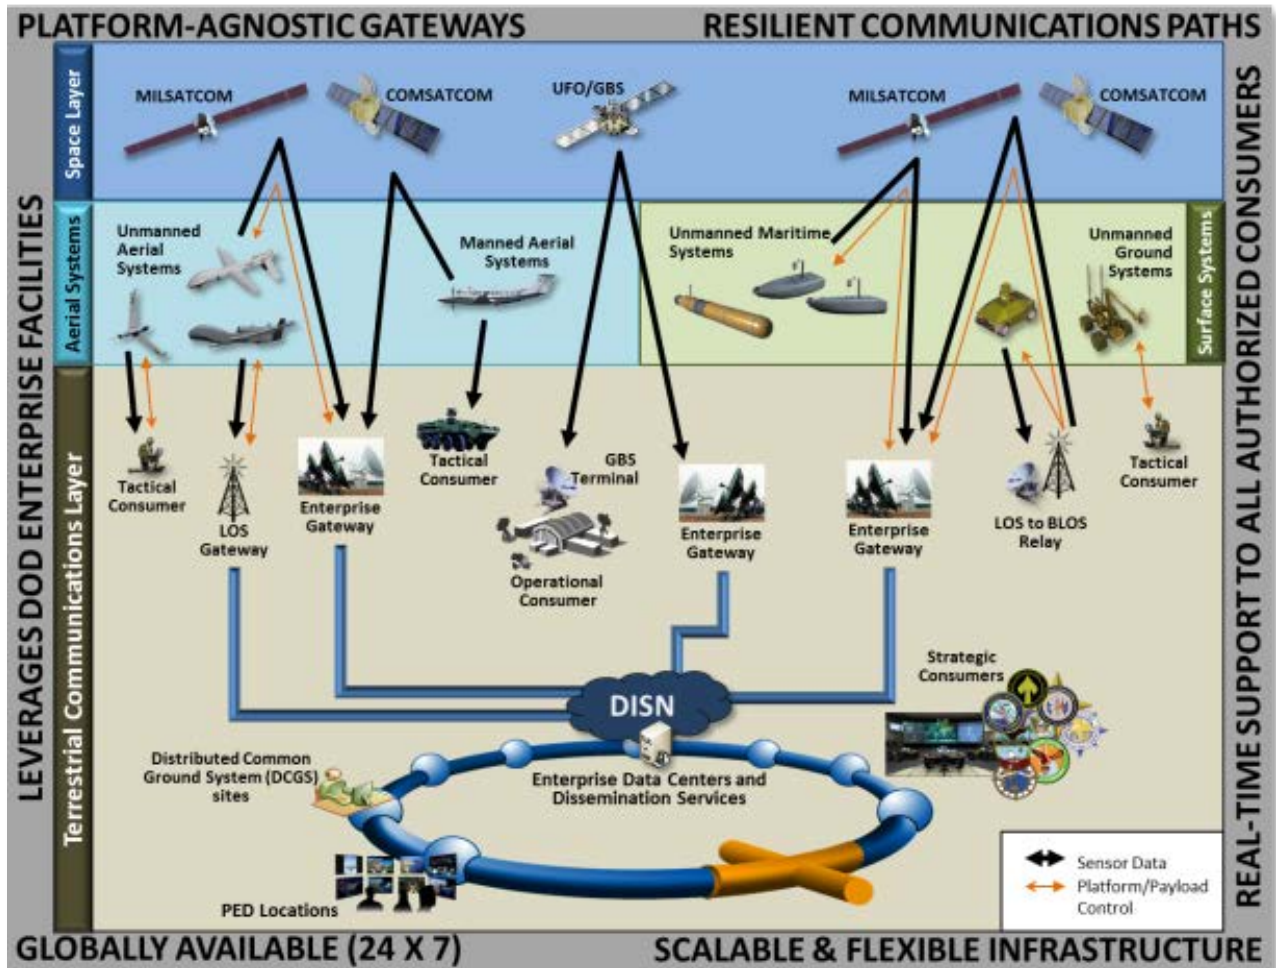 PLATFORM-AGNOSTIC GATEWAYS
RESILIENT COMMUNICATIONS PATHS
LEVERAGES DOD ENTERPRISE FACILITIES
REAL-TIME SUPPORT TO ALL AUTHORIZED CONSUMERS
Space Layer
MILSATCOM
COMSATCOM
UFO/GBS
MILSATCOM
COMSATCOM
Aerial Systems
Unmanned
Aerial
Systems
Manned Aerial
Systems
Unmanned Maritime
Systems
Unmanned
Ground
Systems
Surface Systems
Terrestrial Communications Layer
Tactical
Consumer
LOS
Gateway
Enterprise
Gateway
Tactical
Consumer
GBS
Terminal
Operational
Consumer
Enterprise
Gateway
Enterprise
Gateway
LOS to BLOS
Relay
Tactical
Consumer
DISN
Strategic
Consumers
Distributed Common
Ground System (DCGS)
sites
Enterprise Data Centers and
Dissemination Services
PED Locations
Sensor Data
Platform/Payload
Control
GLOBALLY AVAILABLE (24 X 7)
SCALABLE & FLEXIBLE INFRASTRUCTURE